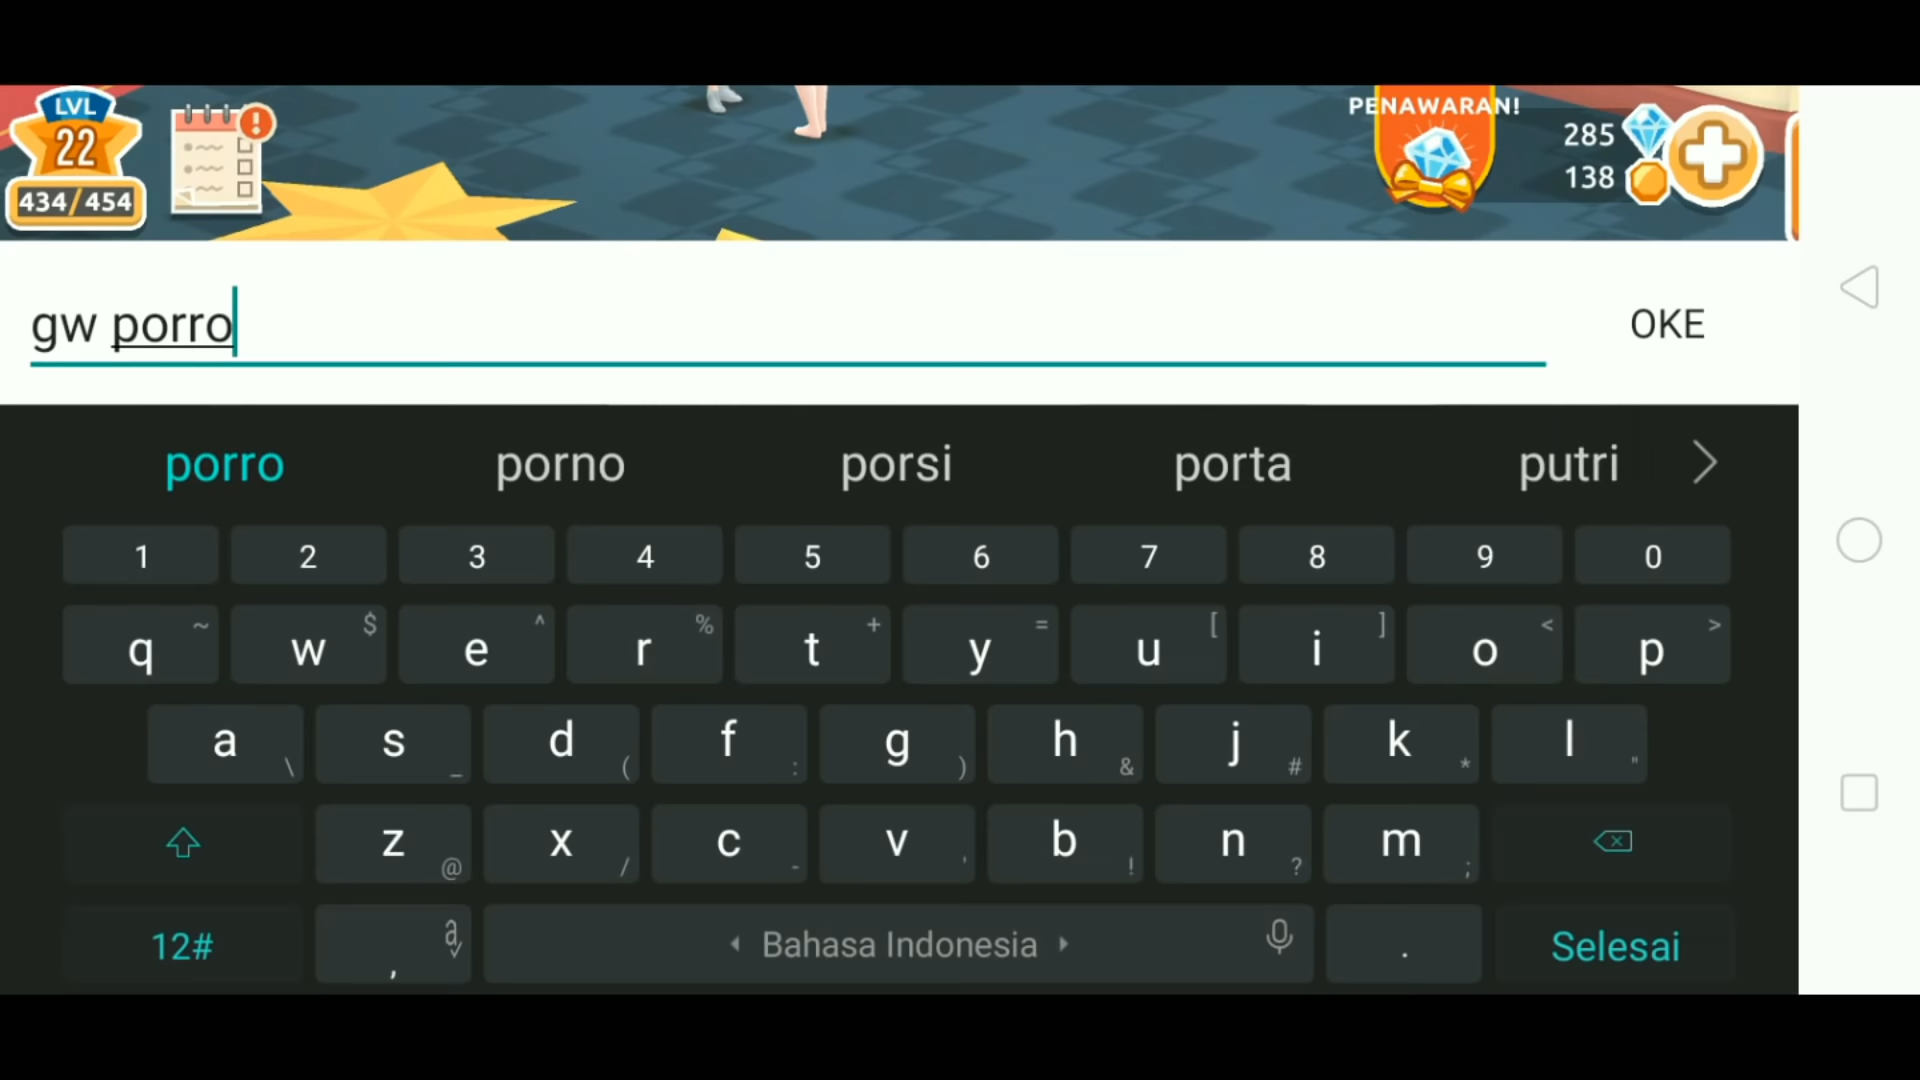 LVL
22
434/454
PENAWARAN!
285
138
gw porro
OKE
porro porno porsi porta putri
1 2 3 4 5 6 7 8 9 0
~ $ ^ % + = [ ] < >
q w e r t y u i o p
a s d f g h j k l
\ _ ( : ) & # * "
z x c v b n m
@ / - ' ! ? ;
12# , a Bahasa Indonesia . Selesai